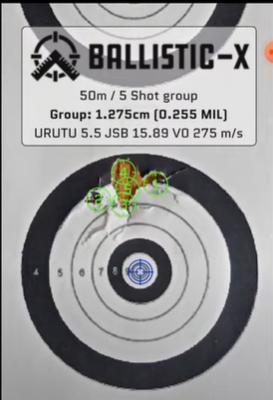 BALLISTIC-X
50m / 5 Shot group
Group: 1.275cm (0.255 MIL)
URUTU 5.5 JSB 15.89 VO 275 m/s
4 5 6 7 8